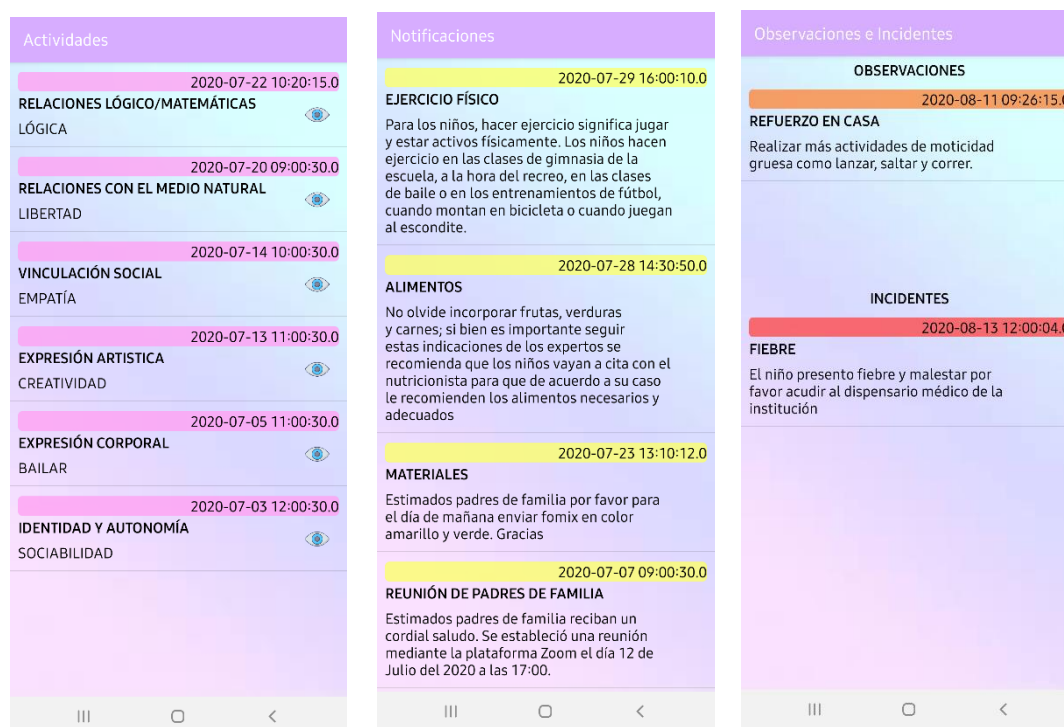 Actividades
2020-07-22 10:20:15.0
RELACIONES LÓGICO/MATEMÁTICAS
LÓGICA
2020-07-20 09:00:30.0
RELACIONES CON EL MEDIO NATURAL
LIBERTAD
2020-07-14 10:00:30.0
VINCULACIÓN SOCIAL
EMPATÍA
2020-07-13 11:00:30.0
EXPRESIÓN ARTISTICA
CREATIVIDAD
2020-07-05 11:00:30.0
EXPRESIÓN CORPORAL
BAILAR
2020-07-03 12:00:30.0
IDENTIDAD Y AUTONOMÍA
SOCIABILIDAD
Notificaciones
2020-07-29 16:00:10.0
EJERCICIO FÍSICO
Para los niños, hacer ejercicio significa jugar
y estar activos físicamente. Los niños hacen
ejercicio en las clases de gimnasia de la
escuela, a la hora del recreo, en las clases
de baile o en los entrenamientos de fútbol,
cuando montan en bicicleta o cuando juegan
al escondite.
2020-07-28 14:30:50.0
ALIMENTOS
No olvide incorporar frutas, verduras
y carnes; si bien es importante seguir
estas indicaciones de los expertos se
recomienda que los niños vayan a cita con el
nutricionista para que de acuerdo a su caso
le recomienden los alimentos necesarios y
adecuados
2020-07-23 13:10:12.0
MATERIALES
Estimados padres de familia por favor para
el día de mañana enviar fomix en color
amarillo y verde. Gracias
2020-07-07 09:00:30.0
REUNIÓN DE PADRES DE FAMILIA
Estimados padres de familia reciban un
cordial saludo. Se estableció una reunión
mediante la plataforma Zoom el día 12 de
Julio del 2020 a las 17:00.
Observaciones e Incidentes
OBSERVACIONES
2020-08-11 09:26:15.0
REFUERZO EN CASA
Realizar más actividades de moticidad
gruesa como lanzar, saltar y correr.
INCIDENTES
2020-08-13 12:00:04.0
FIEBRE
El niño presento fiebre y malestar por
favor acudir al dispensario médico de la
institución